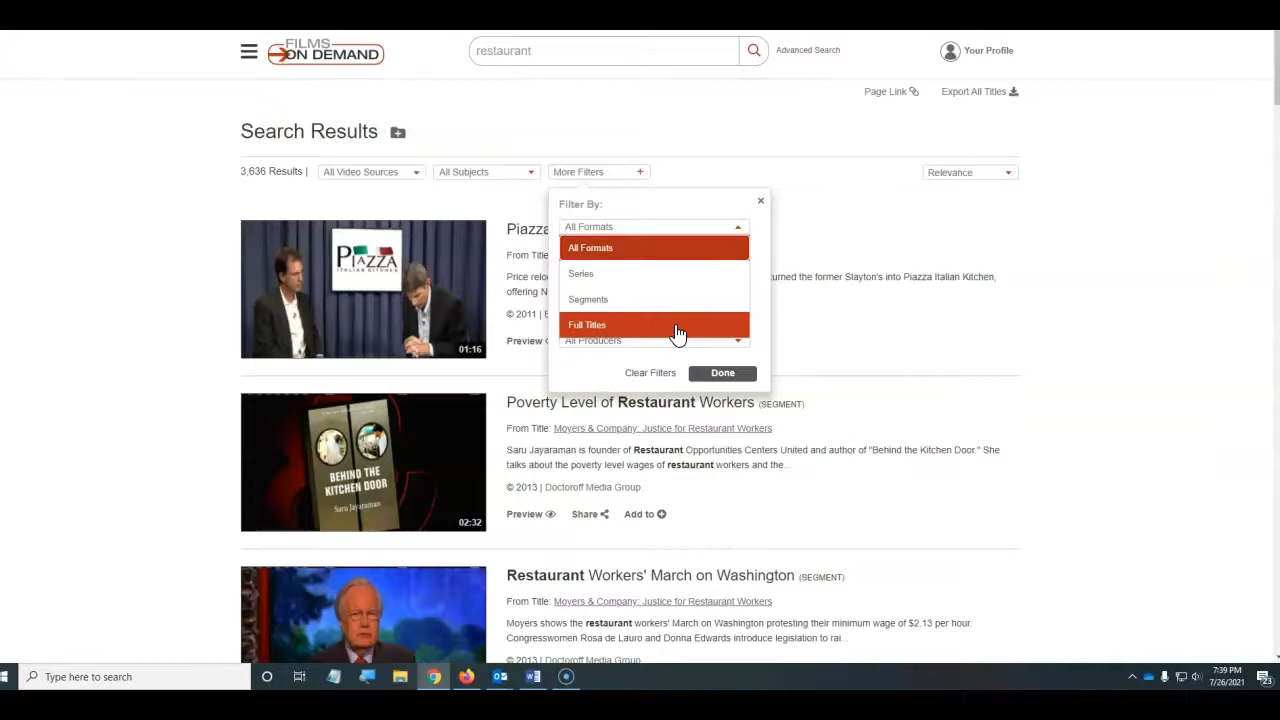 FILMS
ON DEMAND
restaurant
Advanced Search
Your Profile
Page Link
Export All Titles
Search Results
3,636 Results |
All Video Sources
All Subjects
More Filters +
Relevance
Filter By:
×
All Formats
All Formats
Series
Segments
Full Titles
All Producers
Clear Filters
Done
PIAZZA
ITALIAN KITCHEN
01:16
Piazza
From Title
Price relo
turned the former Slayton's into Piazza Italian Kitchen,
offering N
© 2011 |
Preview
BEHIND THE
KITCHEN DOOR
Saru Jayaraman
02:32
Poverty Level of Restaurant Workers (SEGMENT)
From Title: Moyers & Company: Justice for Restaurant Workers
Saru Jayaraman is founder of Restaurant Opportunities Centers United and author of "Behind the Kitchen Door." She
talks about the poverty level wages of restaurant workers and the...
© 2013 | Doctoroff Media Group
Preview
Share
Add to
Restaurant Workers' March on Washington (SEGMENT)
From Title: Moyers & Company: Justice for Restaurant Workers
Moyers shows the restaurant workers' March on Washington protesting their minimum wage of $2.13 per hour.
Congresswomen Rosa de Lauro and Donna Edwards introduce legislation to rai...
© 2013 | Doctoroff Media Group
Type here to search
7:39 PM
7/26/2021
23